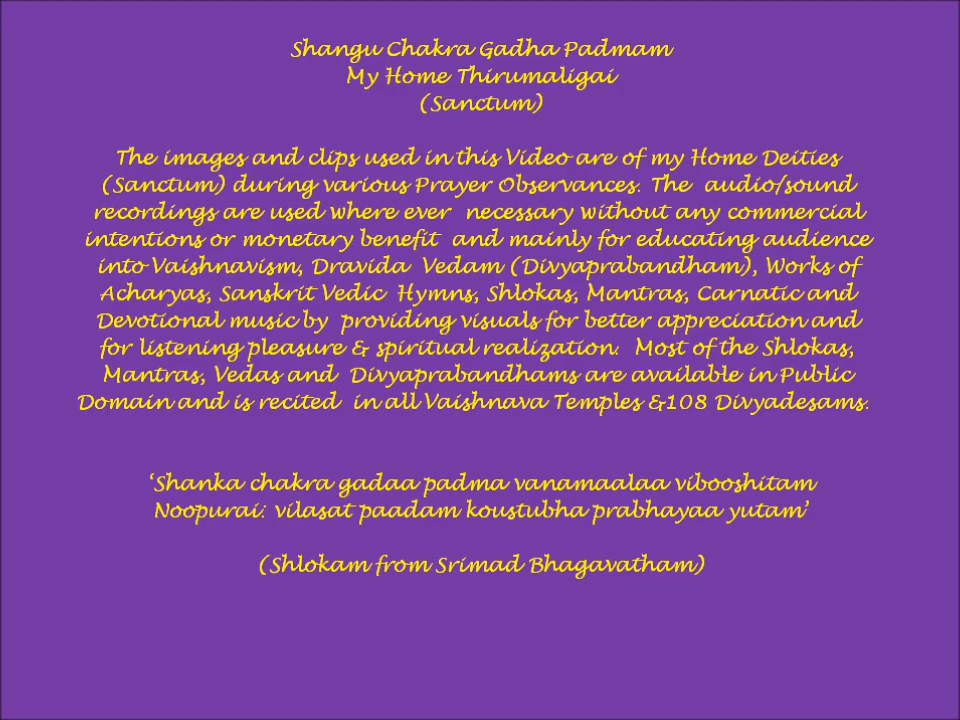 Shangu Chakra Gadha Padmam
My Home Thirumaligai
(Sanctum)
The images and clips used in this Video are of my Home Deities
(Sanctum) during various Prayer Observances. The audio/sound
recordings are used where ever necessary without any commercial
intentions or monetary benefit and mainly for educating audience
into Vaishnavism, Dravida Vedam (Divyaprabandham), Works of
Acharyas, Sanskrit Vedic Hymns, Shlokas, Mantras, Carnatic and
Devotional music by providing visuals for better appreciation and
for listening pleasure & spiritual realization. Most of the Shlokas,
Mantras, Vedas and Divyaprabandhams are available in Public
Domain and is recited in all Vaishnava Temples &108 Divyadesams.
‘Shanka chakra gadaa padma vanamaalaa vibooshitam
Noopurai: vilasat paadam koustubha prabhayaa yutam’
(Shlokam from Srimad Bhagavatham)